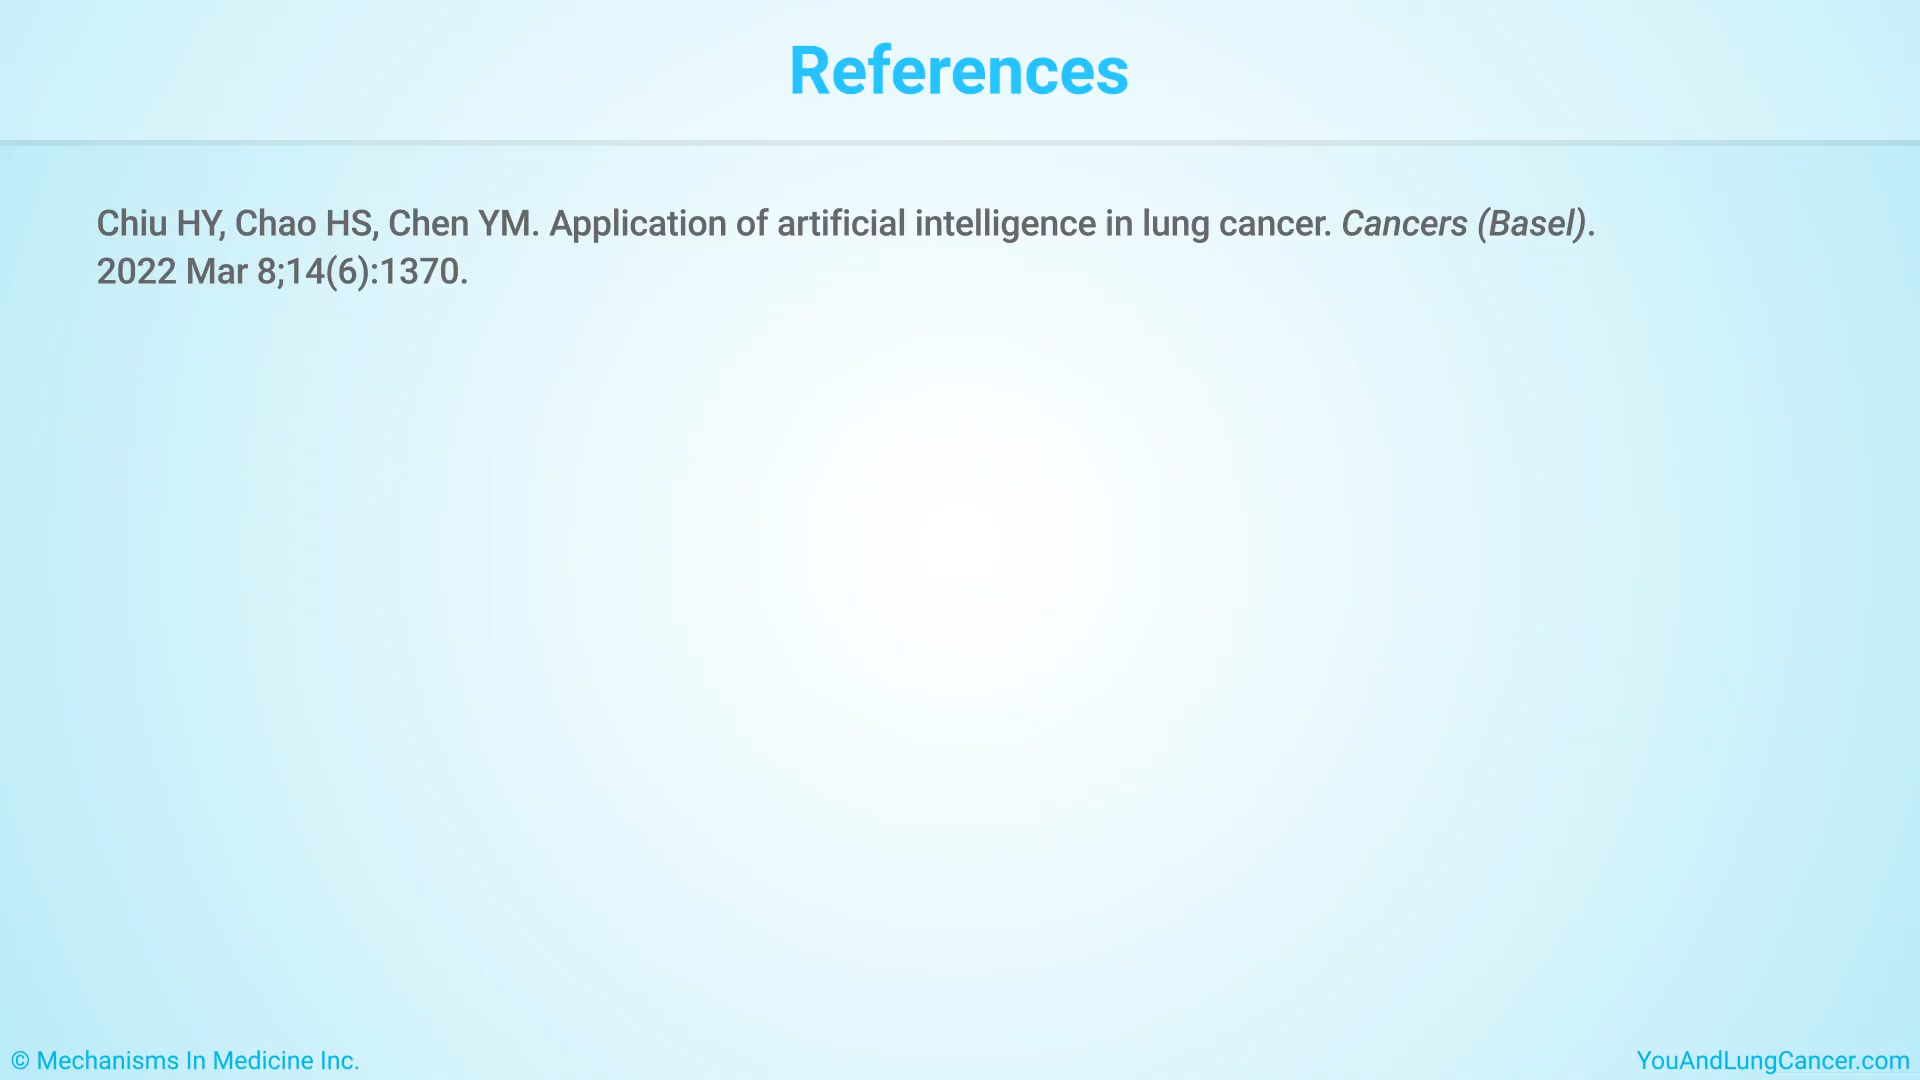 References
Chiu HY, Chao HS, Chen YM. Application of artificial intelligence in lung cancer. Cancers (Basel).
2022 Mar 8;14(6):1370.
© Mechanisms In Medicine Inc.
YouAndLungCancer.com